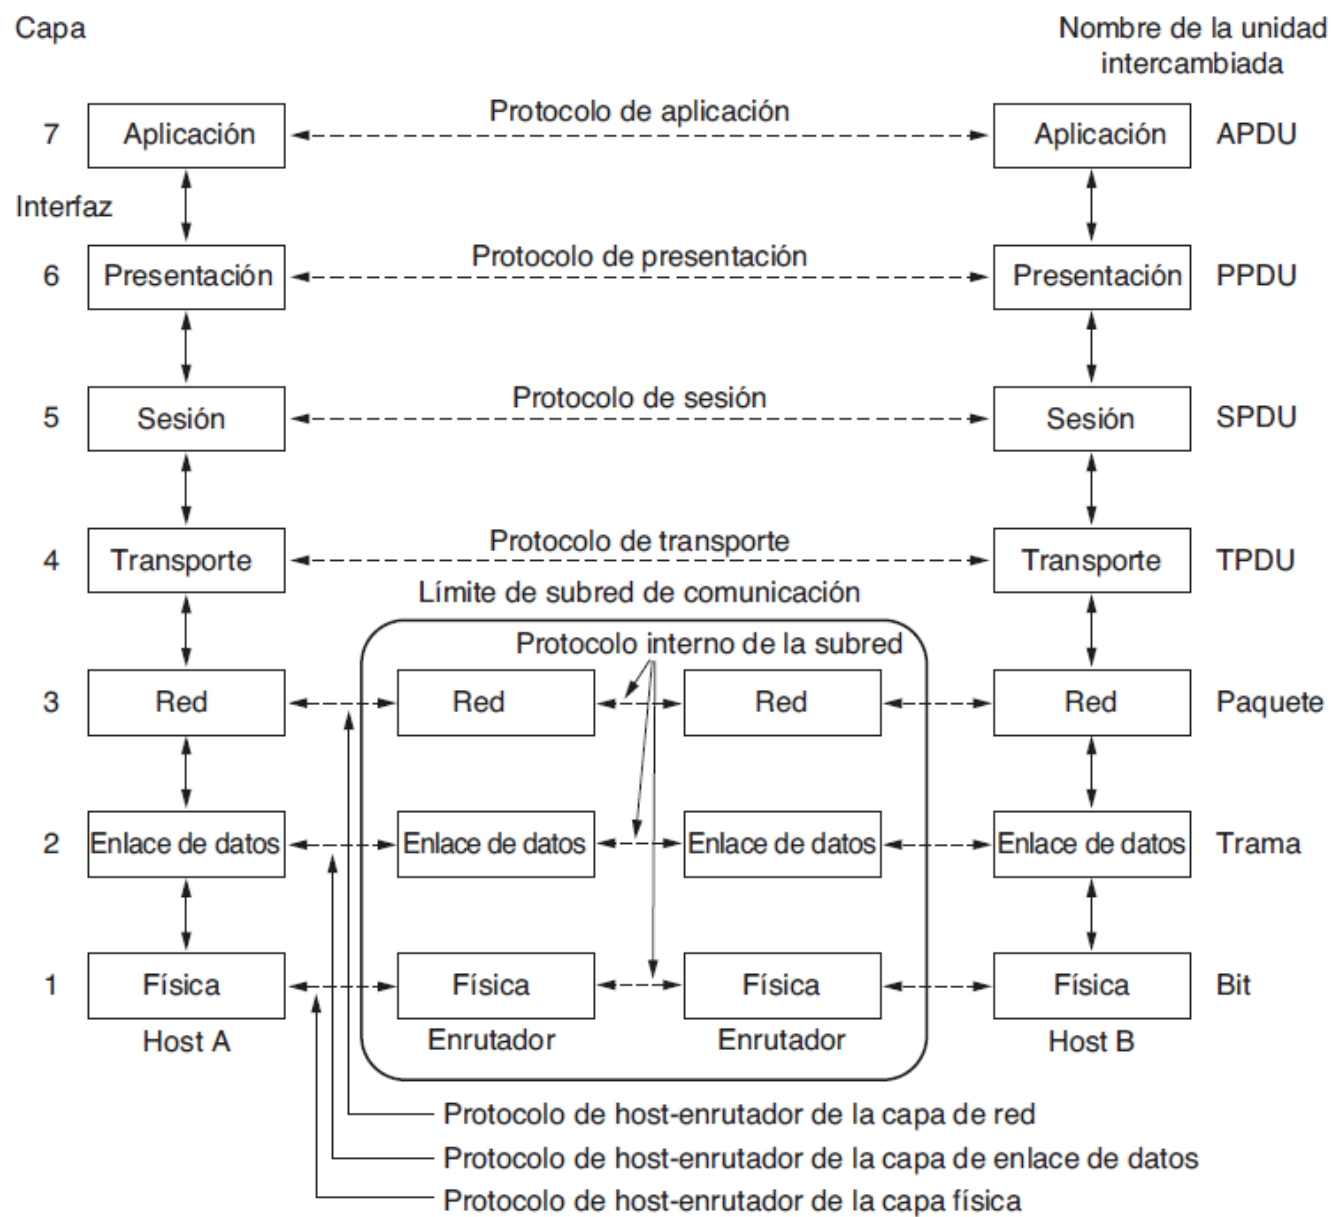 Capa
Nombre de la unidad
intercambiada
7
Aplicación
Protocolo de aplicación
Aplicación
APDU
Interfaz
6
Presentación
Protocolo de presentación
Presentación
PPDU
5
Sesión
Protocolo de sesión
Sesión
SPDU
4
Transporte
Protocolo de transporte
Transporte
TPDU
Límite de subred de comunicación
Protocolo interno de la subred
3
Red
Red
Red
Red
Paquete
2
Enlace de datos
Enlace de datos
Enlace de datos
Enlace de datos
Trama
1
Física
Física
Física
Física
Bit
Host A
Enrutador
Enrutador
Host B
Protocolo de host-enrutador de la capa de red
Protocolo de host-enrutador de la capa de enlace de datos
Protocolo de host-enrutador de la capa física